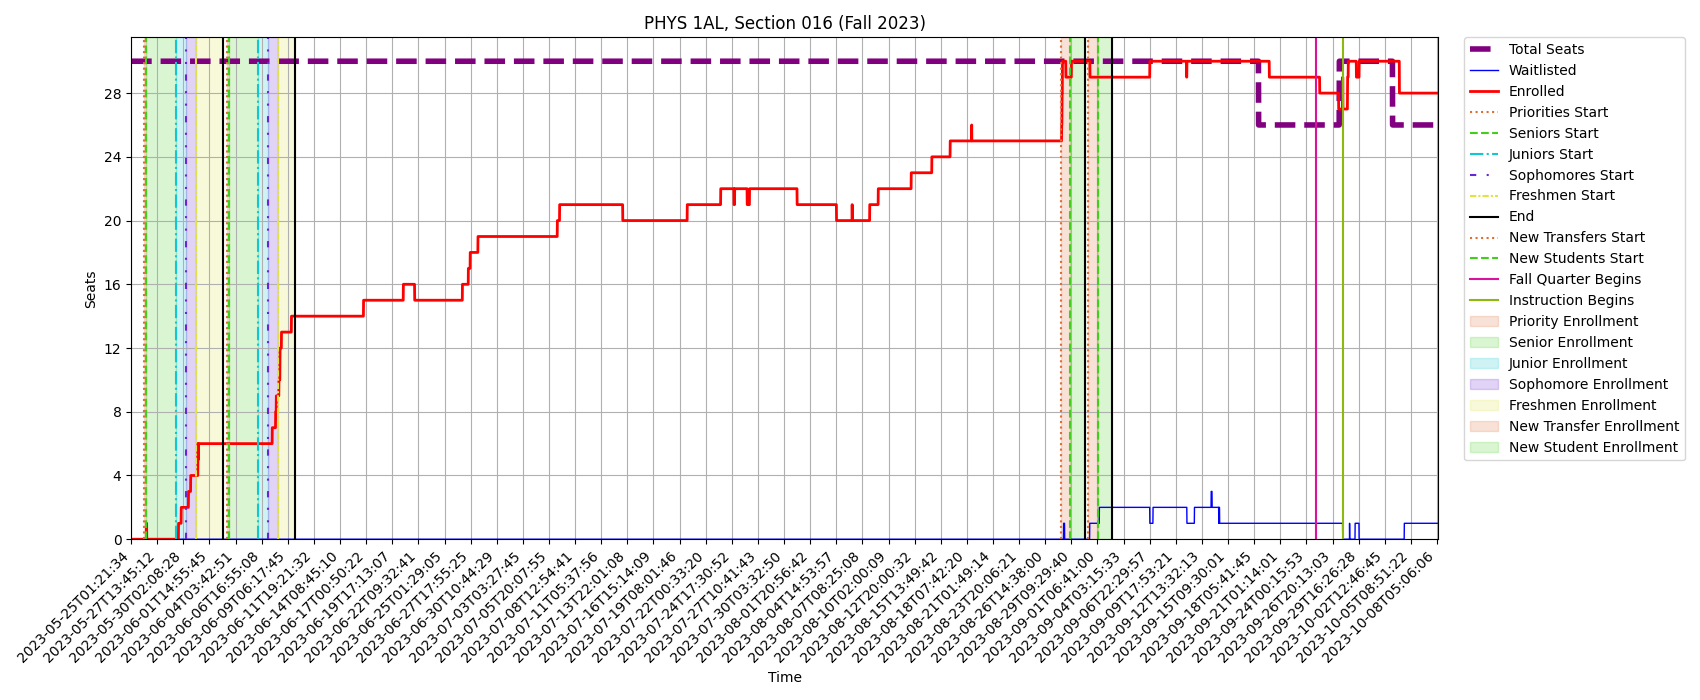 PHYS 1AL, Section 016 (Fall 2023)
Seats
28
24
20
16
12
8
4
0
2023-05-25T01:21:34
2023-05-27T13:45:12
2023-05-30T02:08:28
2023-06-01T14:55:45
2023-06-04T03:42:51
2023-06-06T16:55:08
2023-06-09T06:17:45
2023-06-11T19:21:32
2023-06-14T08:45:10
2023-06-17T00:50:22
2023-06-19T17:13:07
2023-06-22T09:32:41
2023-06-25T01:29:05
2023-06-27T17:55:25
2023-06-30T10:44:29
2023-07-03T03:27:45
2023-07-05T20:07:55
2023-07-08T12:54:41
2023-07-11T05:37:56
2023-07-13T22:01:08
2023-07-16T15:14:09
2023-07-19T08:01:46
2023-07-22T00:33:20
2023-07-24T17:30:52
2023-07-27T10:41:43
2023-07-30T03:32:50
2023-08-01T20:56:42
2023-08-04T14:53:57
2023-08-07T08:25:08
2023-08-10T02:00:09
2023-08-12T20:00:32
2023-08-15T13:49:42
2023-08-18T07:42:20
2023-08-21T01:49:14
2023-08-23T20:06:21
2023-08-26T14:38:00
2023-08-29T09:29:40
2023-09-01T06:41:00
2023-09-04T03:15:33
2023-09-06T22:29:57
2023-09-09T17:53:21
2023-09-12T13:32:13
2023-09-15T09:30:01
2023-09-18T05:41:45
2023-09-21T01:14:01
2023-09-24T00:15:53
2023-09-26T20:13:03
2023-09-29T16:26:28
2023-10-02T12:46:45
2023-10-05T08:51:22
2023-10-08T05:06:06
Time
Total Seats
Waitlisted
Enrolled
Priorities Start
Seniors Start
Juniors Start
Sophomores Start
Freshmen Start
End
New Transfers Start
New Students Start
Fall Quarter Begins
Instruction Begins
Priority Enrollment
Senior Enrollment
Junior Enrollment
Sophomore Enrollment
Freshmen Enrollment
New Transfer Enrollment
New Student Enrollment